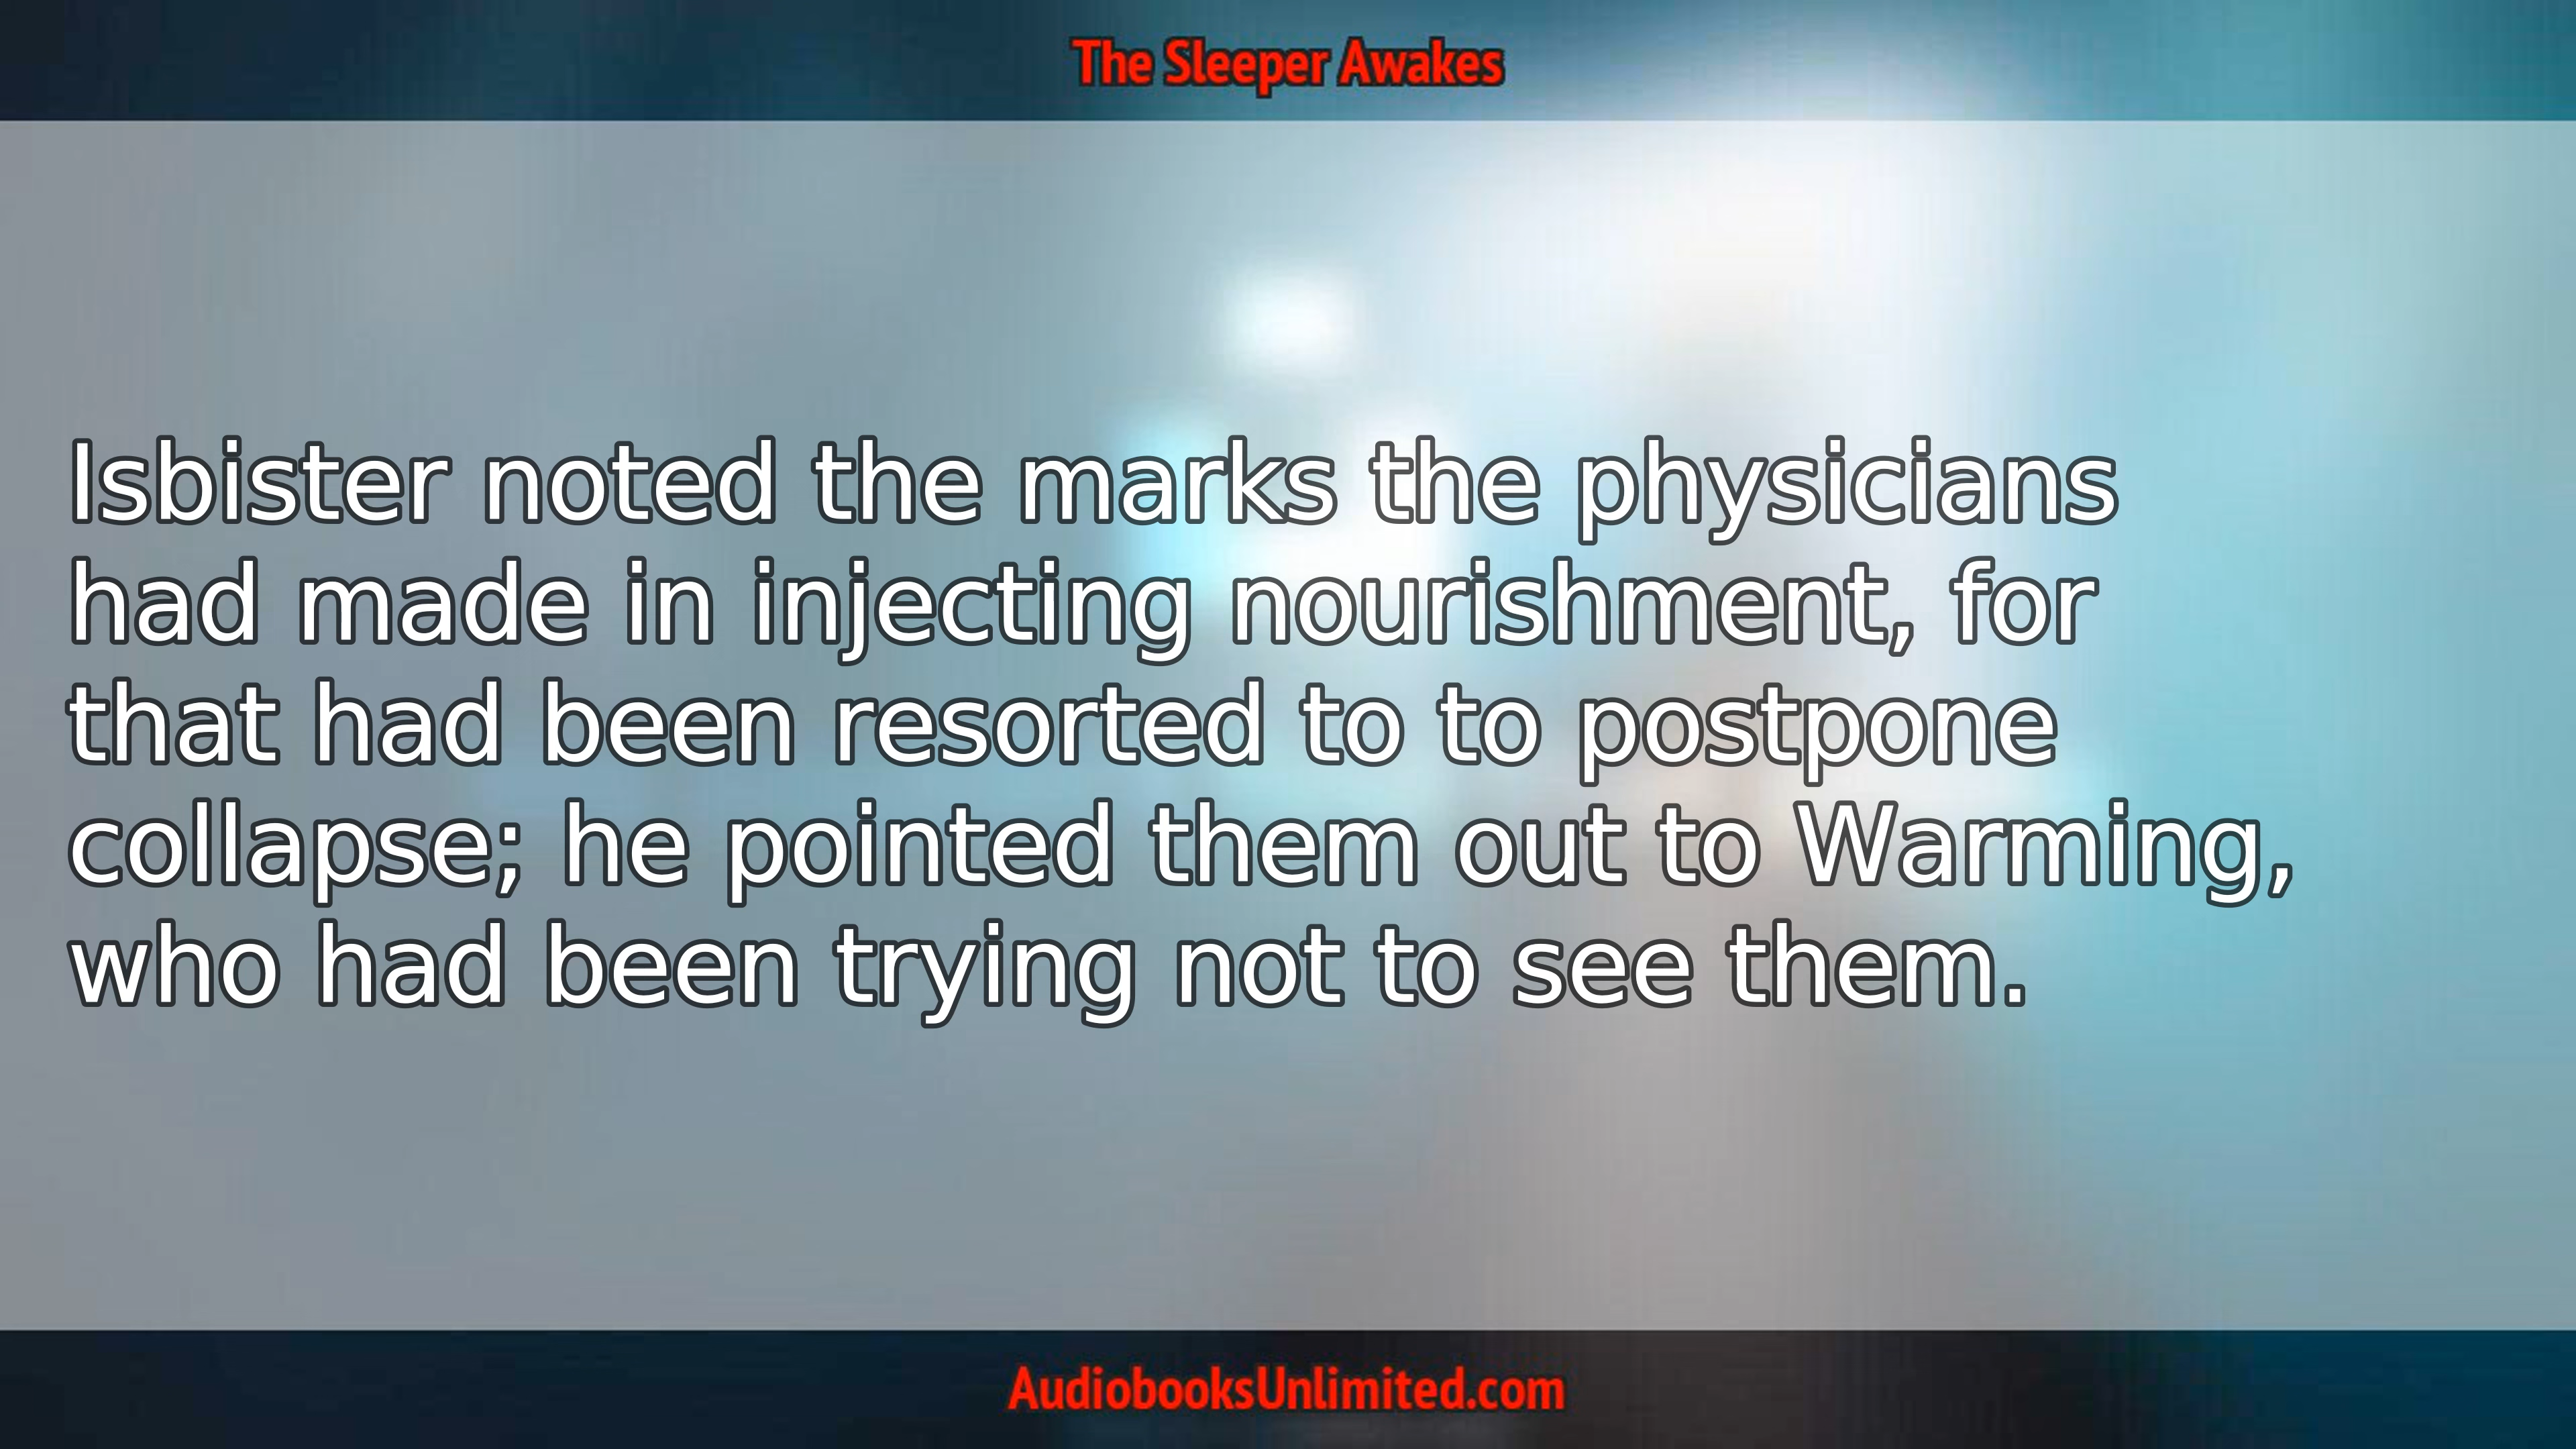 The Sleeper Awakes
Isbister noted the marks the physicians
had made in injecting nourishment, for
that had been resorted to to postpone
collapse; he pointed them out to Warming,
who had been trying not to see them.
AudiobooksUnlimited.com